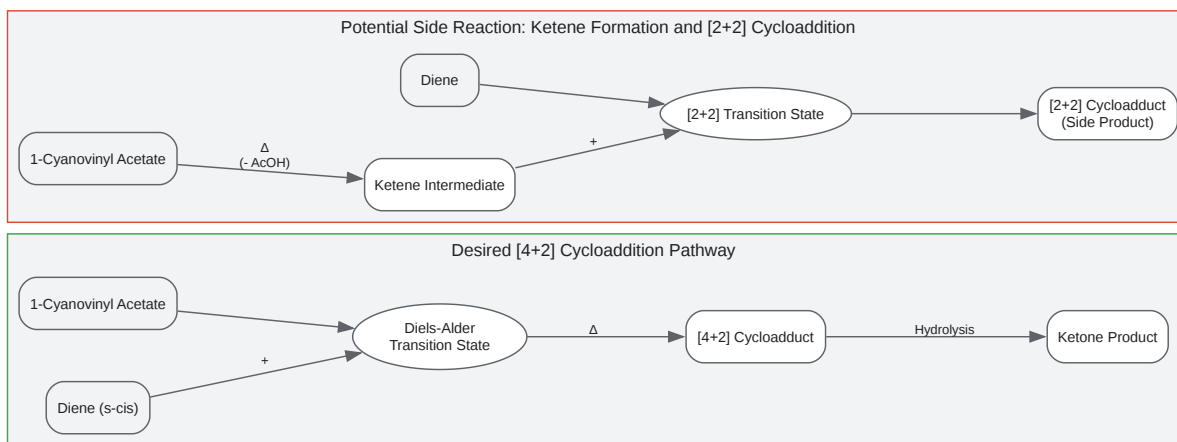 Potential Side Reaction: Ketene Formation and [2+2] Cycloaddition
Diene
[2+2] Transition State
[2+2] Cycloadduct
(Side Product)
1-Cyanovinyl Acetate
Δ
(- AcOH)
+
Ketene Intermediate
Desired [4+2] Cycloaddition Pathway
1-Cyanovinyl Acetate
Diels-Alder
Transition State
Δ
[4+2] Cycloadduct
Hydrolysis
Ketone Product
+
Diene (s-cis)